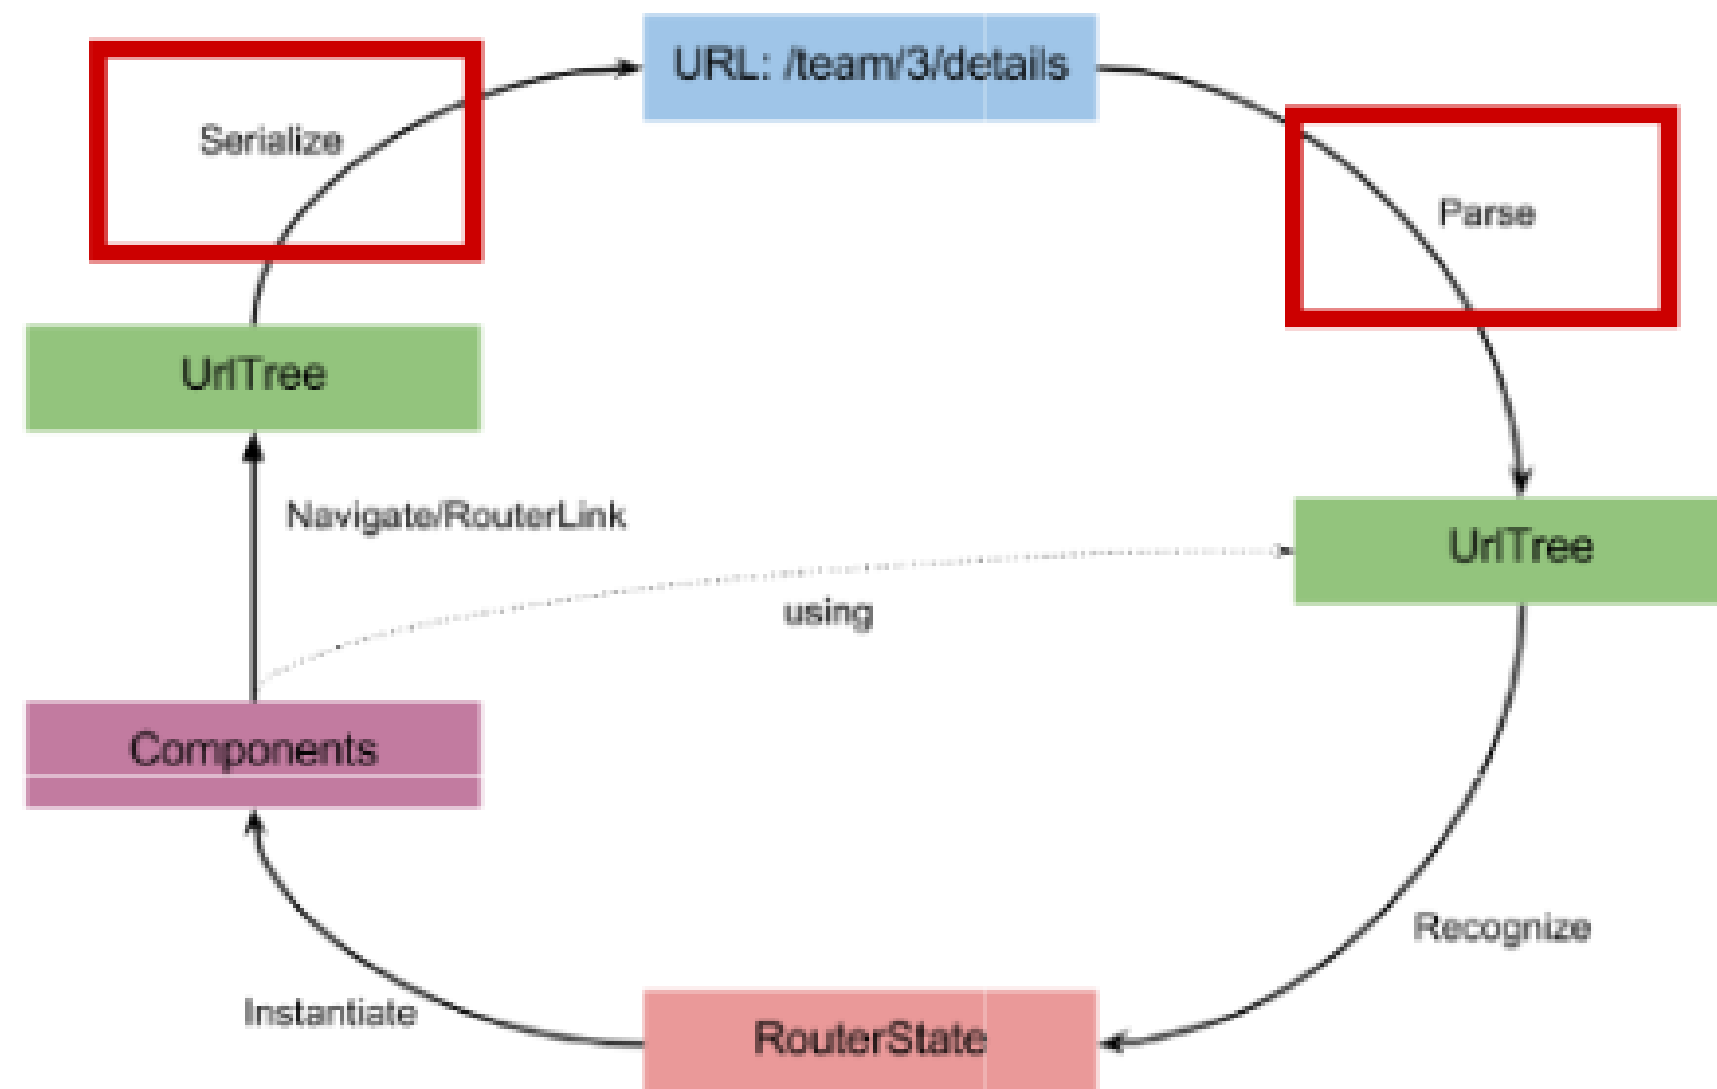 URL: /team/3/details
Serialize
Parse
UrlTree
Navigate/RouterLink
UrlTree
using
Components
Recognize
Instantiate
RouterState